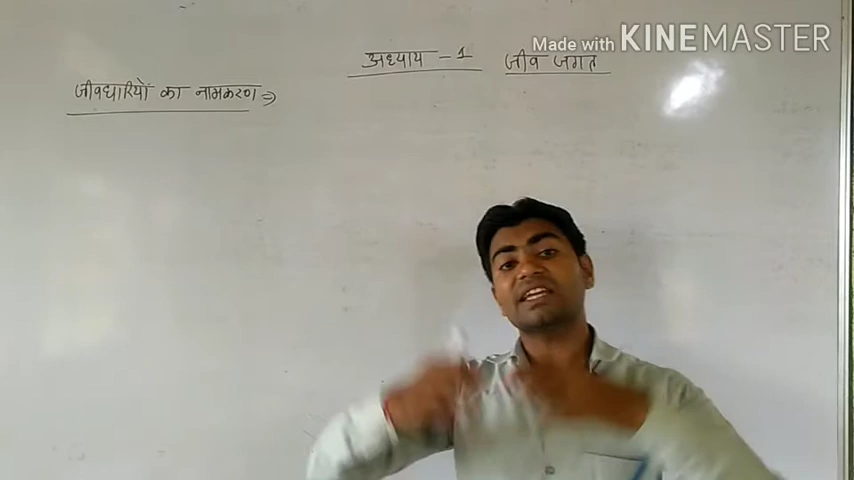 Made with KINEMASTER
अध्याय - 1 जीव जगत
जीवधारियों का नामकरण ⇒